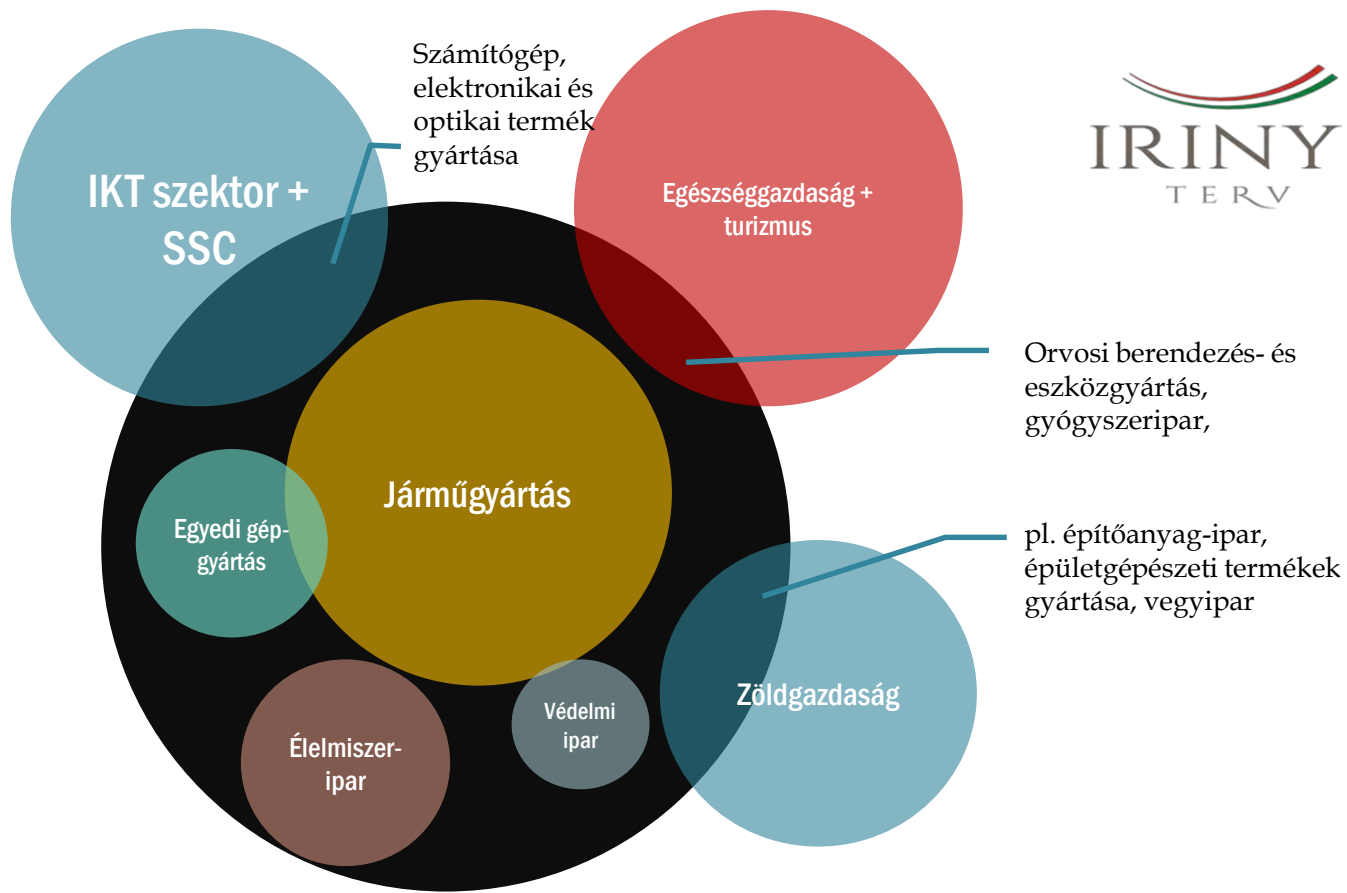 Számítógép,
elektronikai és
optikai termék
gyártása
IRINY
TERV
IKT szektor +
SSC
Egészséggazdaság +
turizmus
Orvosi berendezés- és
eszközgyártás,
gyógyszeripar,
Járműgyártás
Egyedi gép-
gyártás
pl. építőanyag-ipar,
épületgépészeti termékek
gyártása, vegyipar
Zöldgazdaság
Védelmi
ipar
Élelmiszer-
ipar